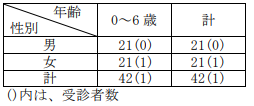 年齢
性別
0～6 歳 計
男 21(0) 21(0)
女 21(1) 21(1)
計 42(1) 42(1)
()内は、受診者数